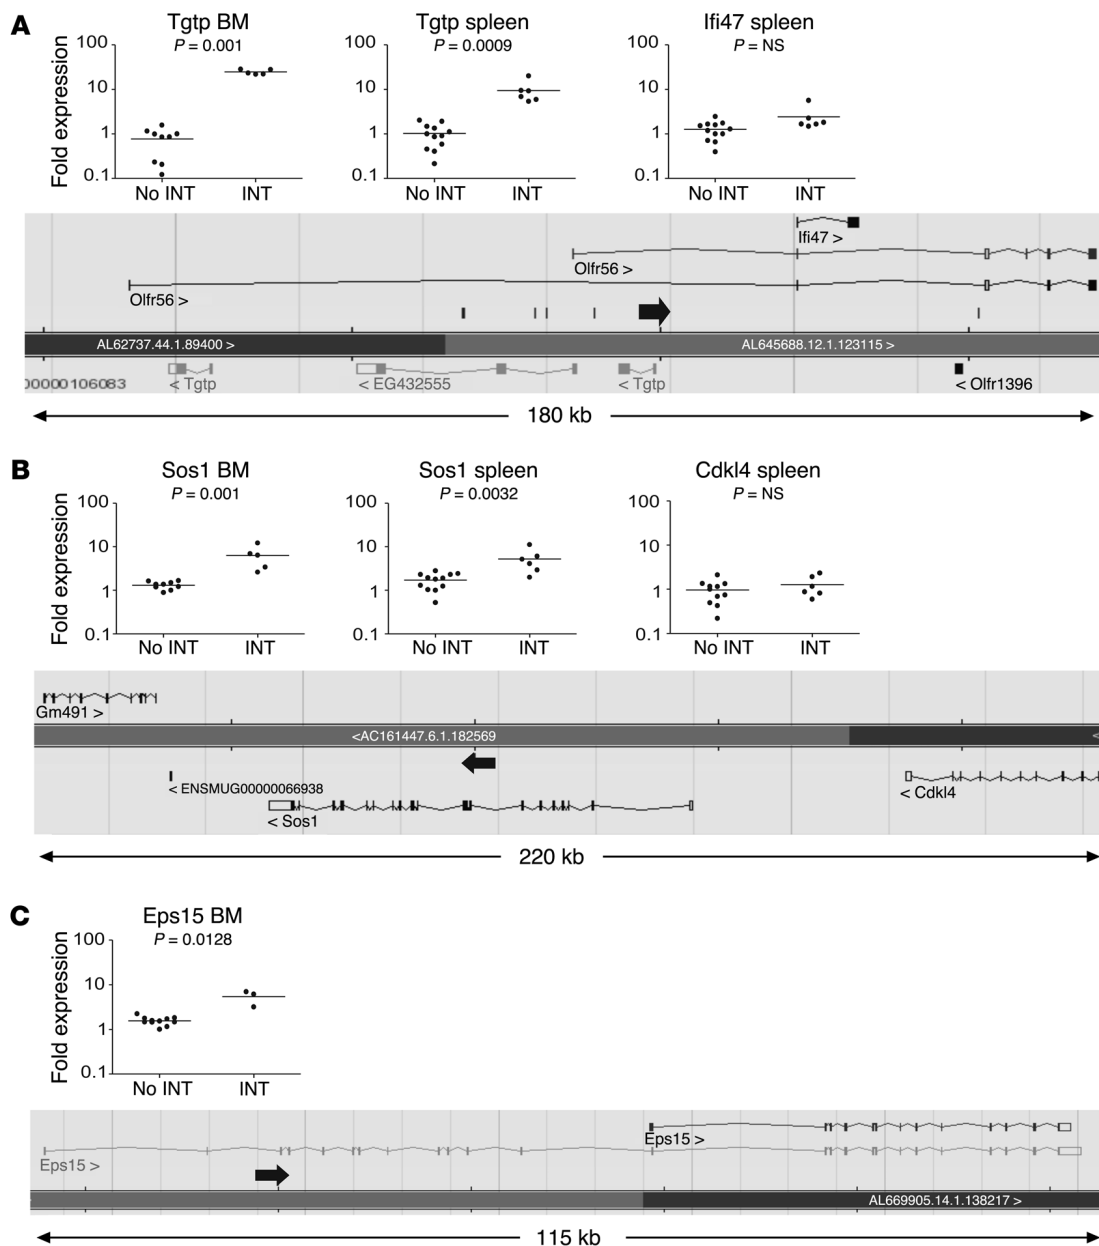 A
Tgtp BM
P = 0.001
Tgtp spleen
P = 0.0009
Ifi47 spleen
P = NS
Fold expression
100
10
1
0.1
No INT
INT
100
10
1
0.1
No INT
INT
100
10
1
0.1
No INT
INT
Ifi47 >
Olfr56 >
Olfr56 >
AL62737.44.1.89400 >
AL645688.12.1.123115 >
00000106083
< Tgtp
< EG432555
< Tgtp
< Olfr1396
180 kb
B
Sos1 BM
P = 0.001
Sos1 spleen
P = 0.0032
Cdkl4 spleen
P = NS
Fold expression
100
10
1
0.1
No INT
INT
100
10
1
0.1
No INT
INT
100
10
1
0.1
No INT
INT
Gm491 >
<AC161447.6.1.182569
<
< ENSMUG00000066938
< Sos1
< Cdkl4
220 kb
C
Eps15 BM
P = 0.0128
Fold expression
100
10
1
0.1
No INT
INT
Eps15 >
Eps15 >
AL669905.14.1.138217 >
115 kb